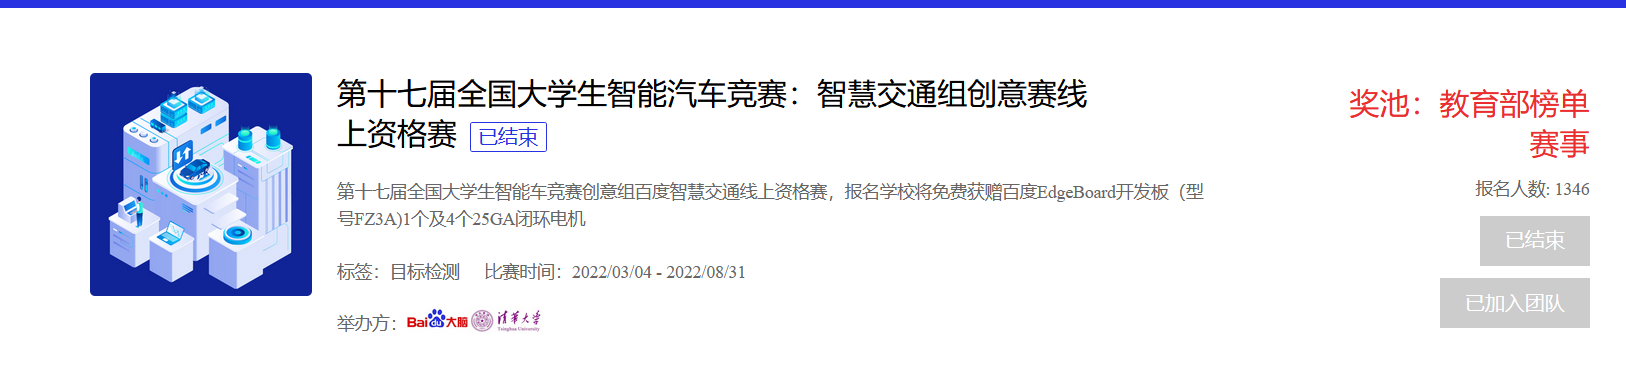 第十七届全国大学生智能汽车竞赛：智慧交通组创意赛线
上资格赛 已结束
第十七届全国大学生智能车竞赛创意组百度智慧交通线上资格赛，报名学校将免费获赠百度EdgeBoard开发板（型
号FZ3A)1个及4个25GA闭环电机
标签：目标检测 比赛时间：2022/03/04 - 2022/08/31
举办方：Bai du 大脑 清华大学
Tsinghua University
奖池：教育部榜单
赛事
报名人数: 1346
已结束
已加入团队